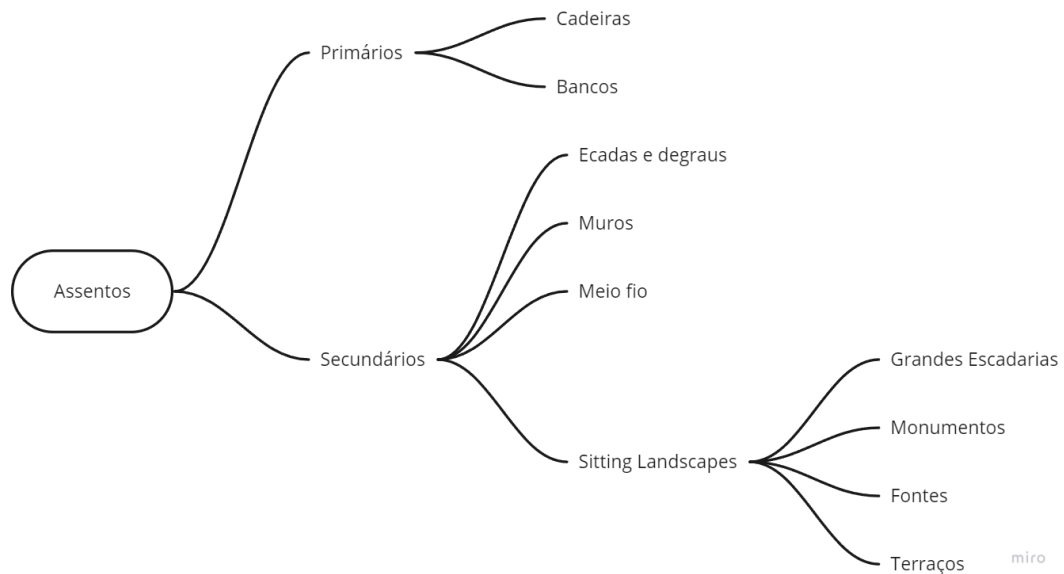 Cadeiras
Primários
Bancos
Ecadas e degraus
Muros
Assentos
Meio fio
Secundários
Grandes Escadarias
Monumentos
Sitting Landscapes
Fontes
Terraços
miro